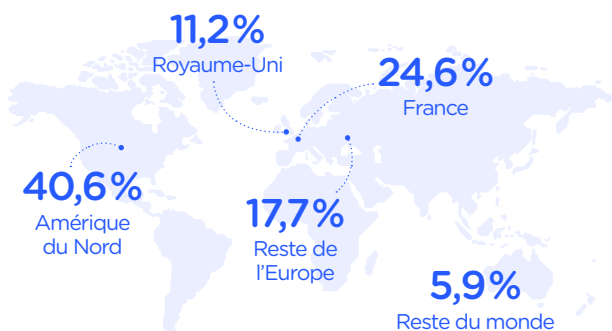 11,2 %
Royaume-Uni
24,6 %
France
40,6 %
Amérique
du Nord
17,7 %
Reste de
l’Europe
5,9 %
Reste du monde